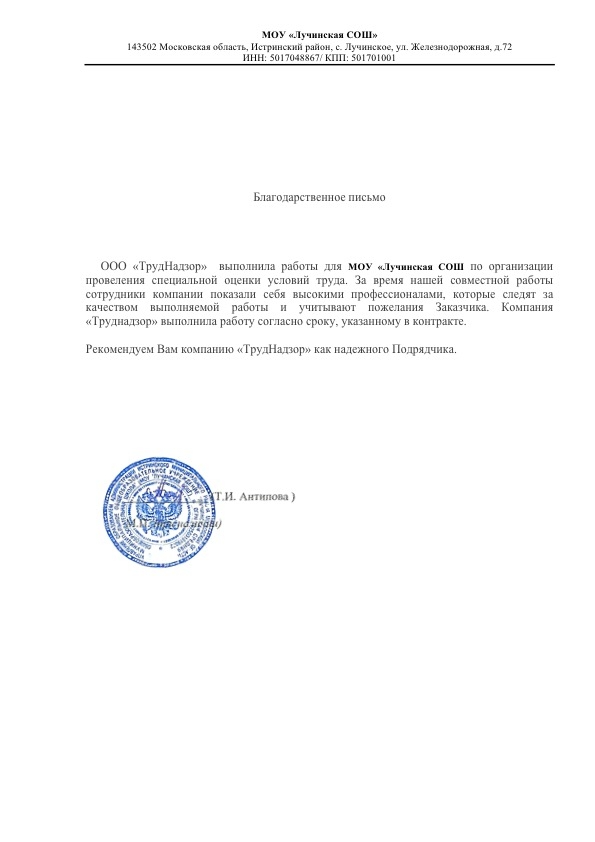 МОУ «Лучинская СОШ»
143502 Московская область, Истринский район, с. Лучинское, ул. Железнодорожная, д.72
ИНН: 5017048867/ КПП: 501701001
Благодарственное письмо
ООО «ТрудНадзор» выполнила работы для МОУ «Лучинская СОШ по организации
провeления специальной оценки условий труда. За время нашей совместной работы
сотрудники компании показали себя высокими профессионалами, которые следят за
качеством выполняемой работы и учитывают пожелания Заказчика. Компания
«Труднадзор» выполнила работу согласно сроку, указанному в контракте.
Рекомендуем Вам компанию «ТрудНадзор» как надежного Подрядчика.
(Т.И. Антипова )
М.П.